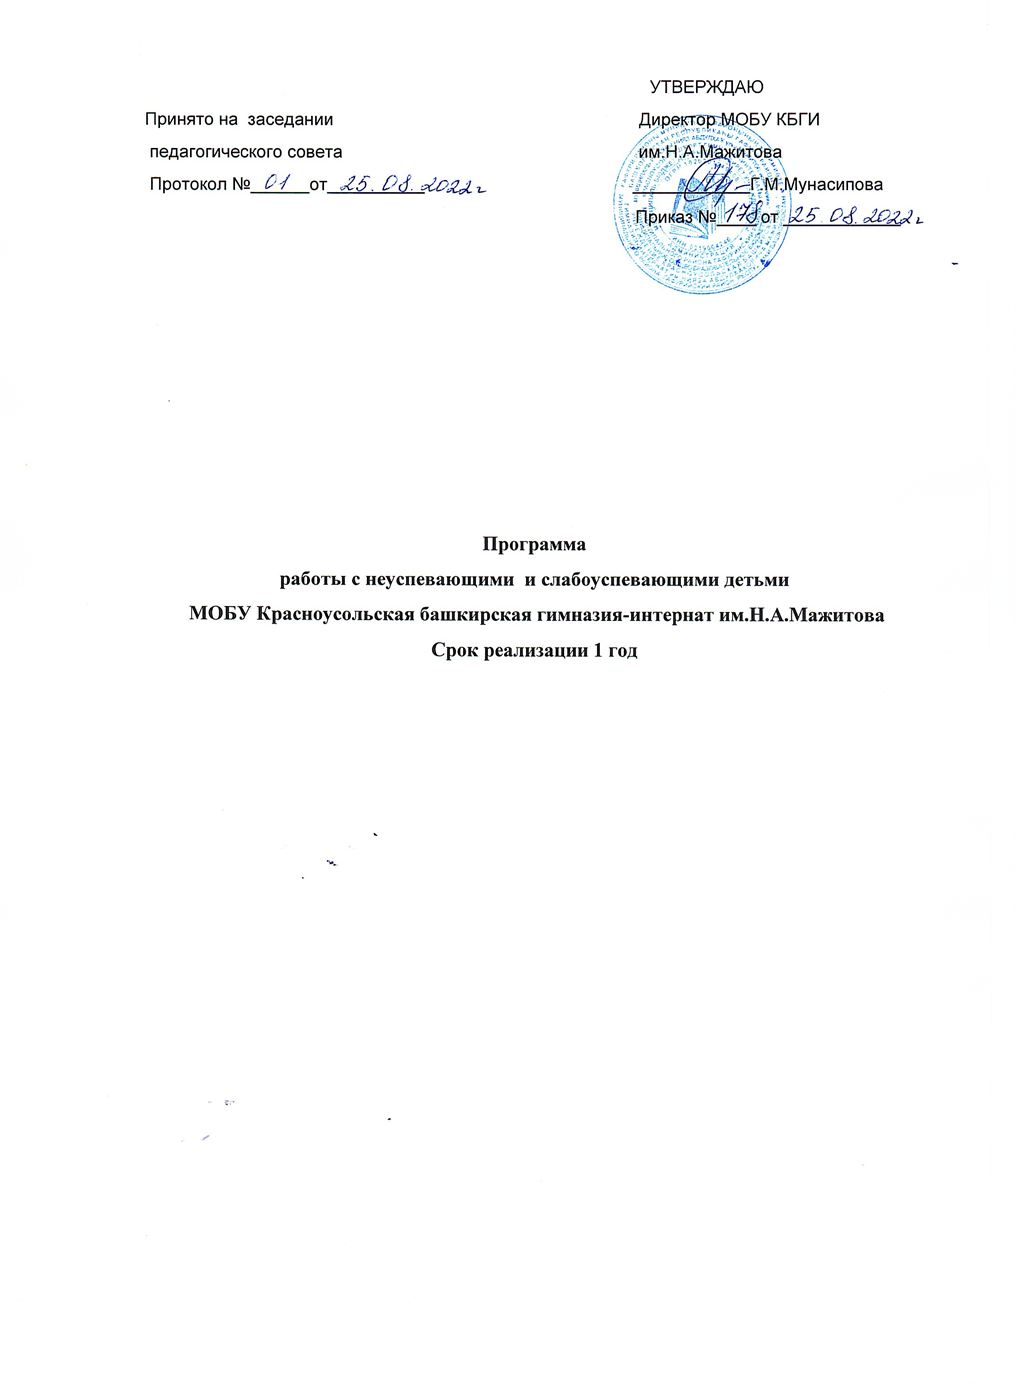 УТВЕРЖДАЮ
Принято на заседании
Директор МОБУ КБГИ
педагогического совета
им.Н.А.Мажитова
Протокол № 01 от 25.08.2022 г
Г.М.Мунасипова
Приказ № 178 от 25.08.2022 г
Программа
работы с неуспевающими и слабоуспевающими детьми
МОБУ Красноусольская башкирская гимназия-интернат им.Н.А.Мажитова
Срок реализации 1 год